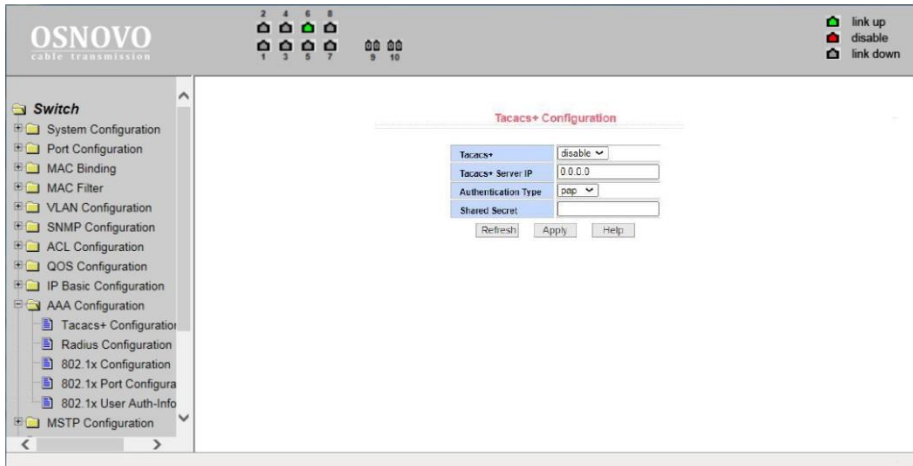 OSNOVO
cable transmission
2 4 6 8
1 3 5 7 9 10
link up
disable
link down
Switch
System Configuration
Port Configuration
MAC Binding
MAC Filter
VLAN Configuration
SNMP Configuration
ACL Configuration
QOS Configuration
IP Basic Configuration
AAA Configuration
Tacacs+ Configuration
Radius Configuration
802.1x Configuration
802.1x Port Configura
802.1x User Auth-Info
MSTP Configuration
Tacacs+ Configuration
Tacacs+ disable
Tacacs+ Server IP 0.0.0.0
Authentication Type pap
Shared Secret
Refresh Apply Help